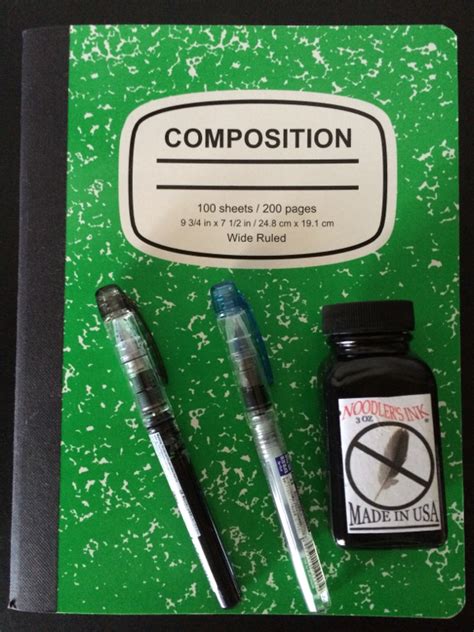 COMPOSITION
100 sheets / 200 pages
9 3/4 in x 7 1/2 in / 24.8 cm x 19.1 cm
Wide Ruled
NOODLER'S INK
3 OZ
MADE IN USA